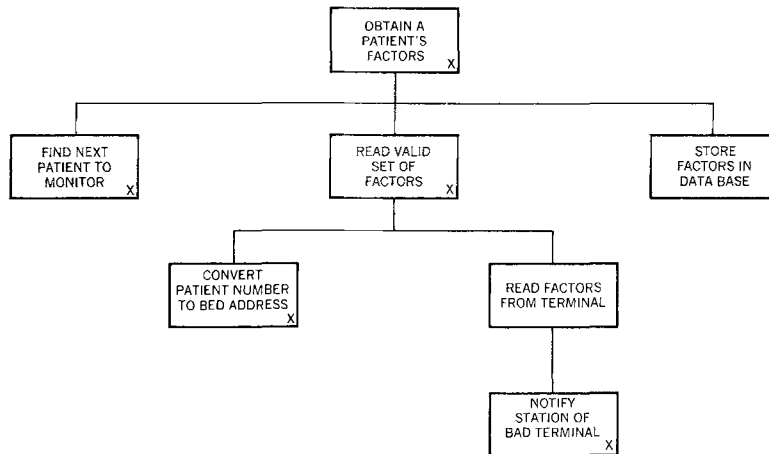 OBTAIN A
PATIENT'S
FACTORS
X
FIND NEXT
PATIENT TO
MONITOR
X
READ VALID
SET OF
FACTORS
X
STORE
FACTORS IN
DATA BASE
CONVERT
PATIENT NUMBER
TO BED ADDRESS
X
READ FACTORS
FROM TERMINAL
NOTIFY
STATION OF
BAD TERMINAL
X